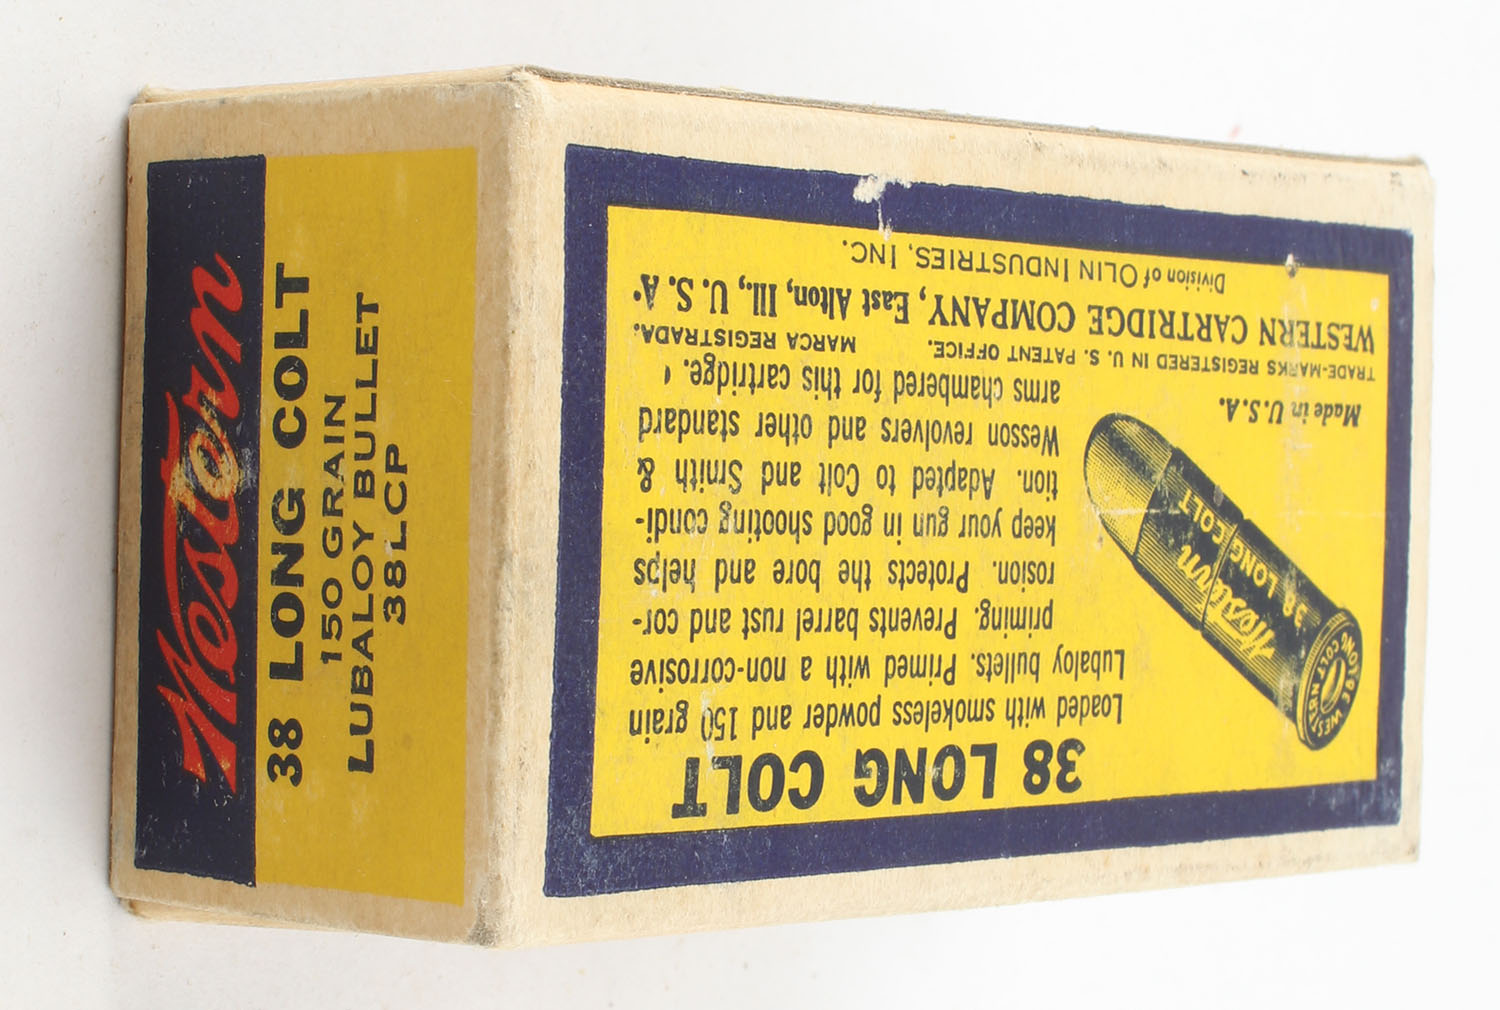 Western
38 LONG COLT
150 GRAIN
LUBALOY BULLET
38LCP
38 LONG COLT
Loaded with smokeless powder and 150 grain
Lubaloy bullets. Primed with a non-corrosive
priming. Prevents barrel rust and cor-
rosion. Protects the bore and helps
keep your gun in good shooting condi-
tion. Adapted to Colt and Smith &
Wesson revolvers and other standard
arms chambered for this cartridge.
Western
38 LONG COLT
WESTERN
38 LONG
COLT
Made in U.S.A.
TRADE-MARKS REGISTERED IN U. S. PATENT OFFICE. MARCA REGISTRADA.
WESTERN CARTRIDGE COMPANY, East Alton, Ill., U. S. A.
Division of OLIN INDUSTRIES, INC.